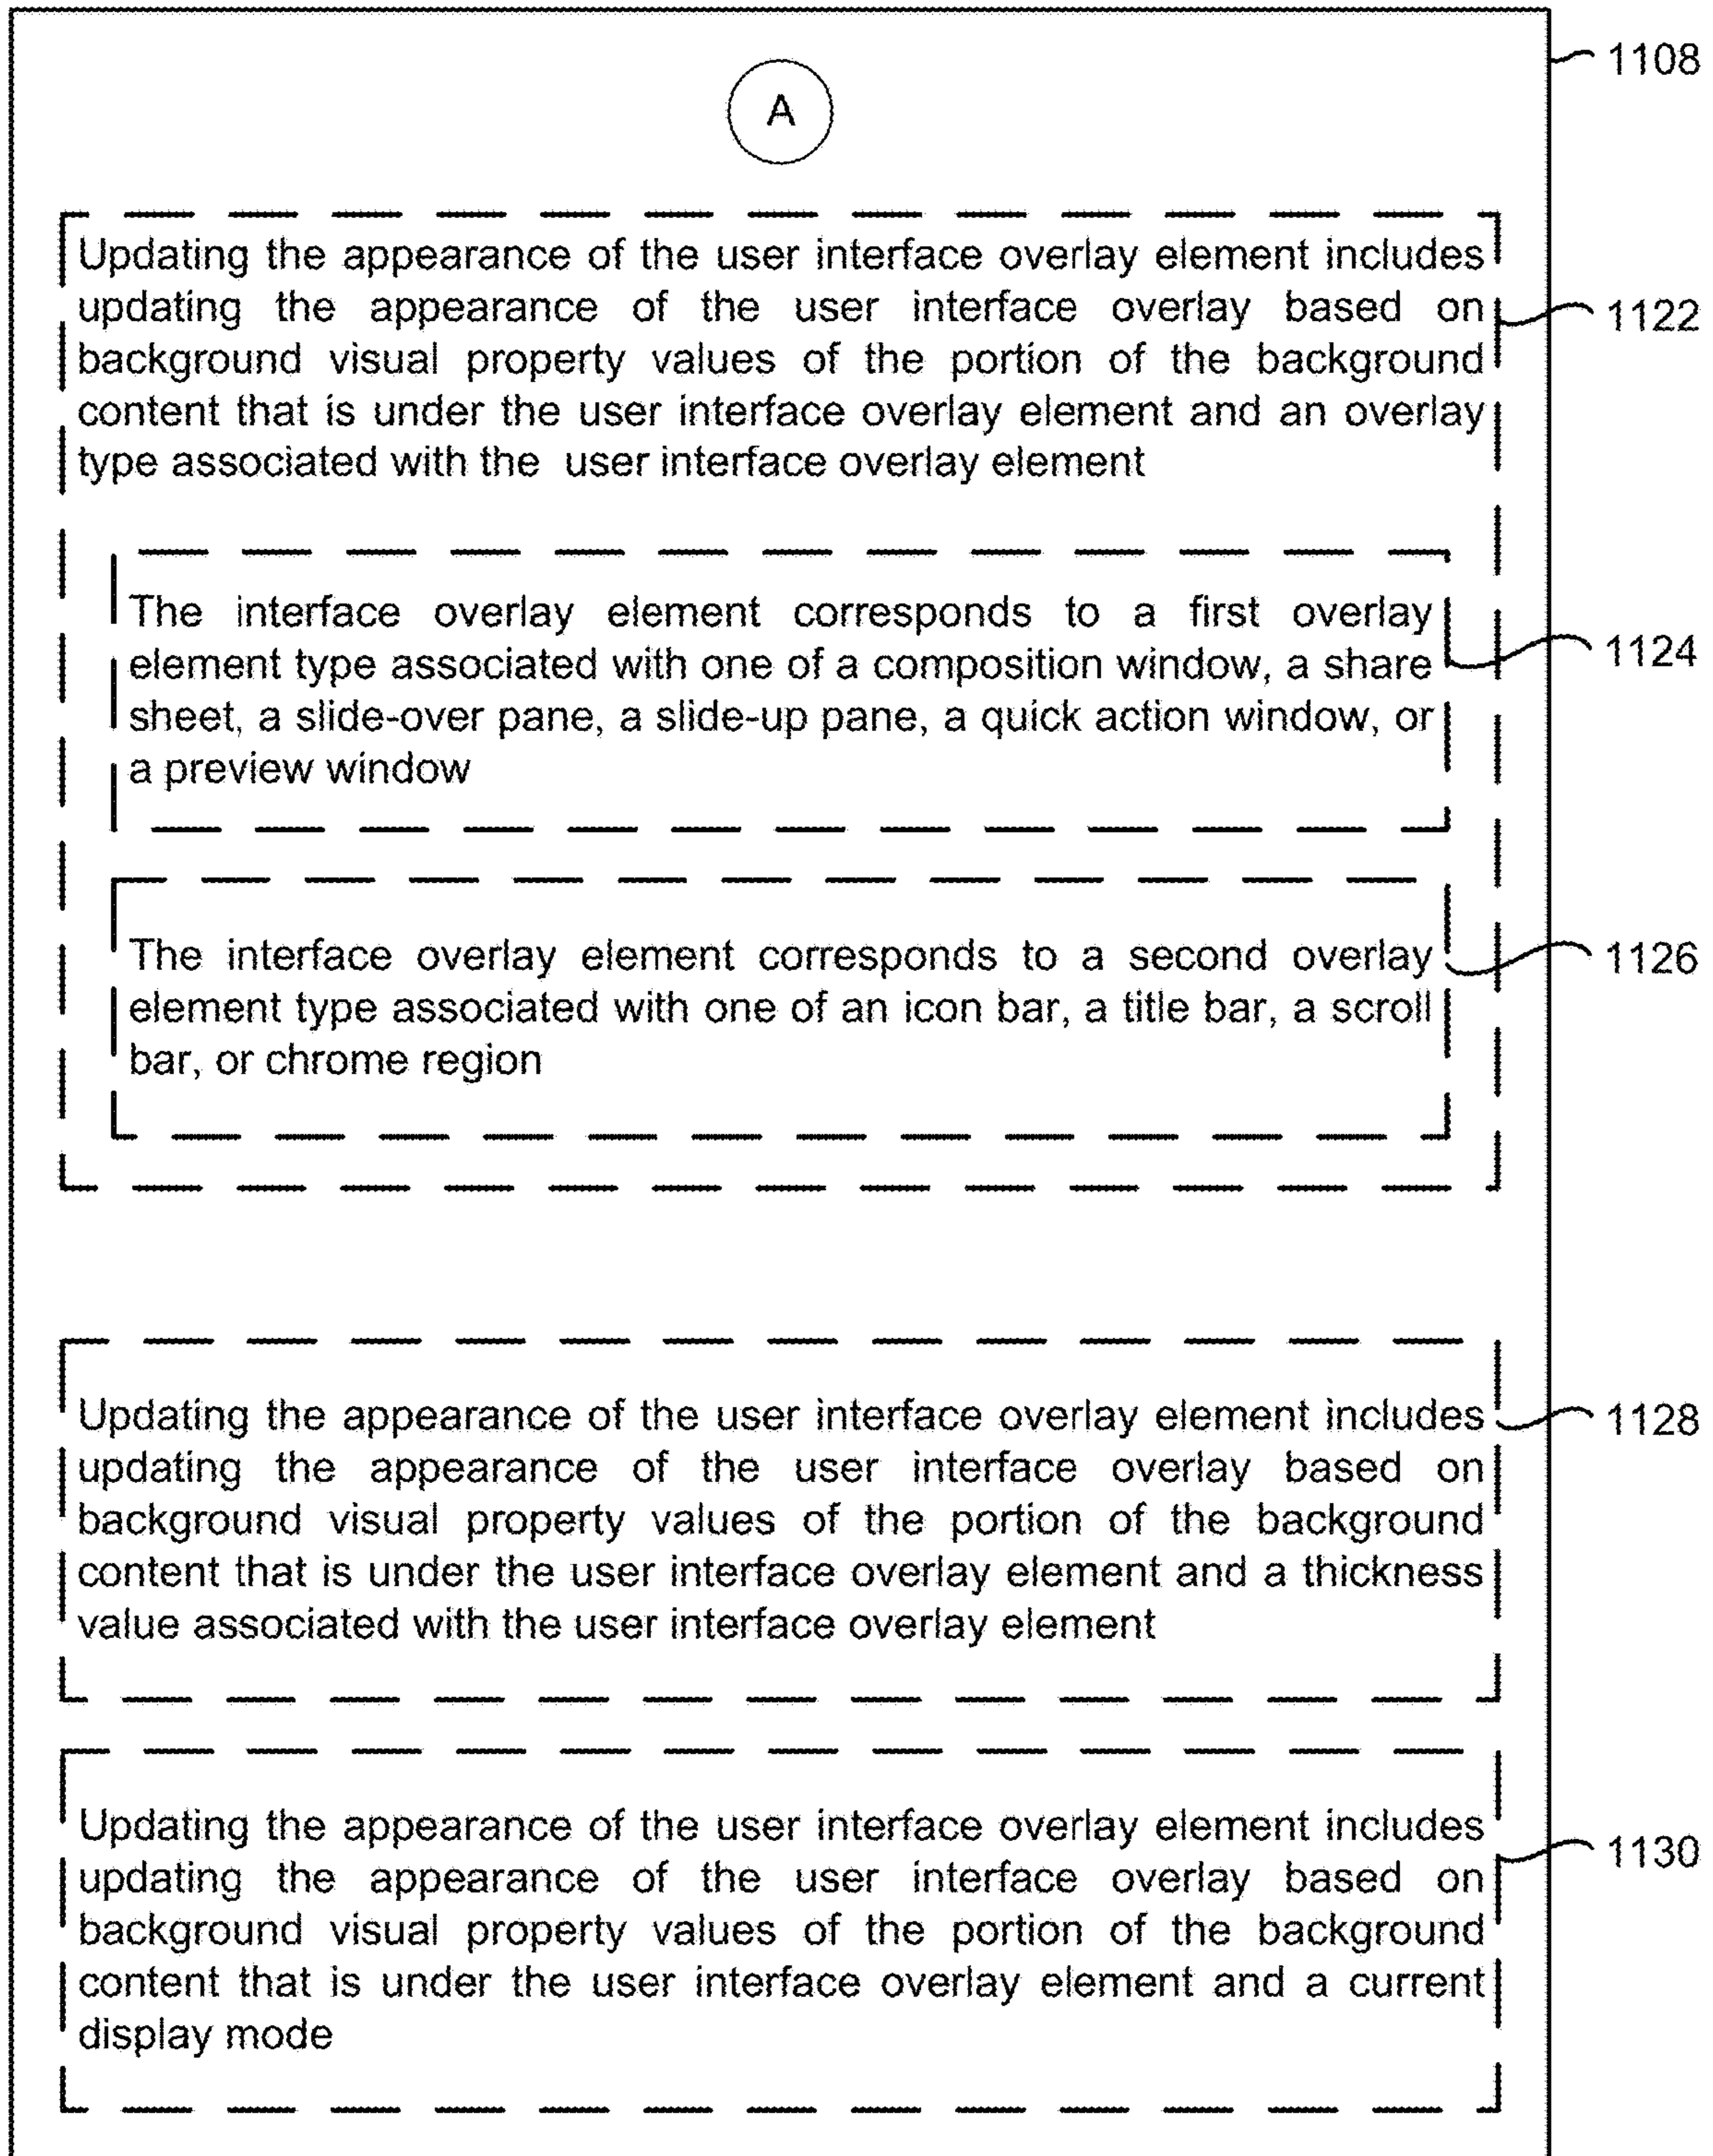 1108
A
Updating the appearance of the user interface overlay element includes
updating the appearance of the user interface overlay based on
1122
background visual property values of the portion of the background
content that is under the user interface overlay element and an overlay
type associated with the user interface overlay element
The interface overlay element corresponds to a first overlay
element type associated with one of a composition window, a share
1124
sheet, a slide-over pane, a slide-up pane, a quick action window, or
a preview window
The interface overlay element corresponds to a second overlay
1126
element type associated with one of an icon bar, a title bar, a scroll
bar, or chrome region
Updating the appearance of the user interface overlay element includes
1128
updating the appearance of the user interface overlay based on
background visual property values of the portion of the background
content that is under the user interface overlay element and a thickness
value associated with the user interface overlay element
Updating the appearance of the user interface overlay element includes
1130
updating the appearance of the user interface overlay based on
background visual property values of the portion of the background
content that is under the user interface overlay element and a current
display mode